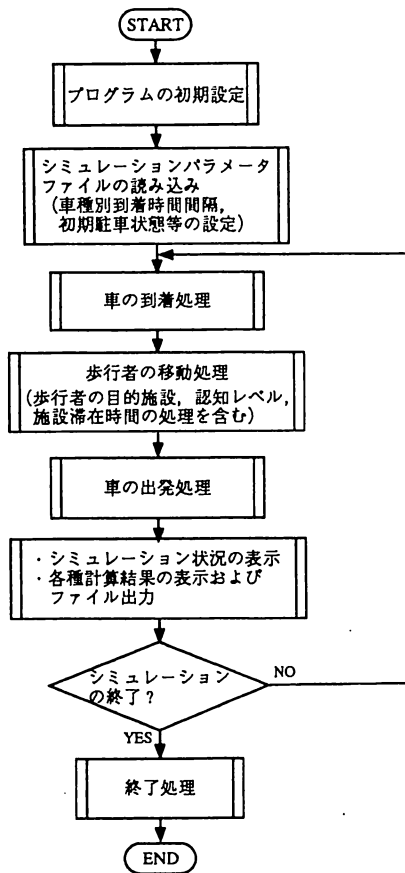 START
プログラムの初期設定
シミュレーションパラメータ
ファイルの読み込み
(車種別到着時間間隔,
初期駐車状態等の設定)
車の到着処理
歩行者の移動処理
(歩行者の目的施設, 認知レベル,
施設滞在時間の処理を含む)
車の出発処理
・シミュレーション状況の表示
・各種計算結果の表示および
ファイル出力
シミュレーション
の終了?
NO
YES
終了処理
END